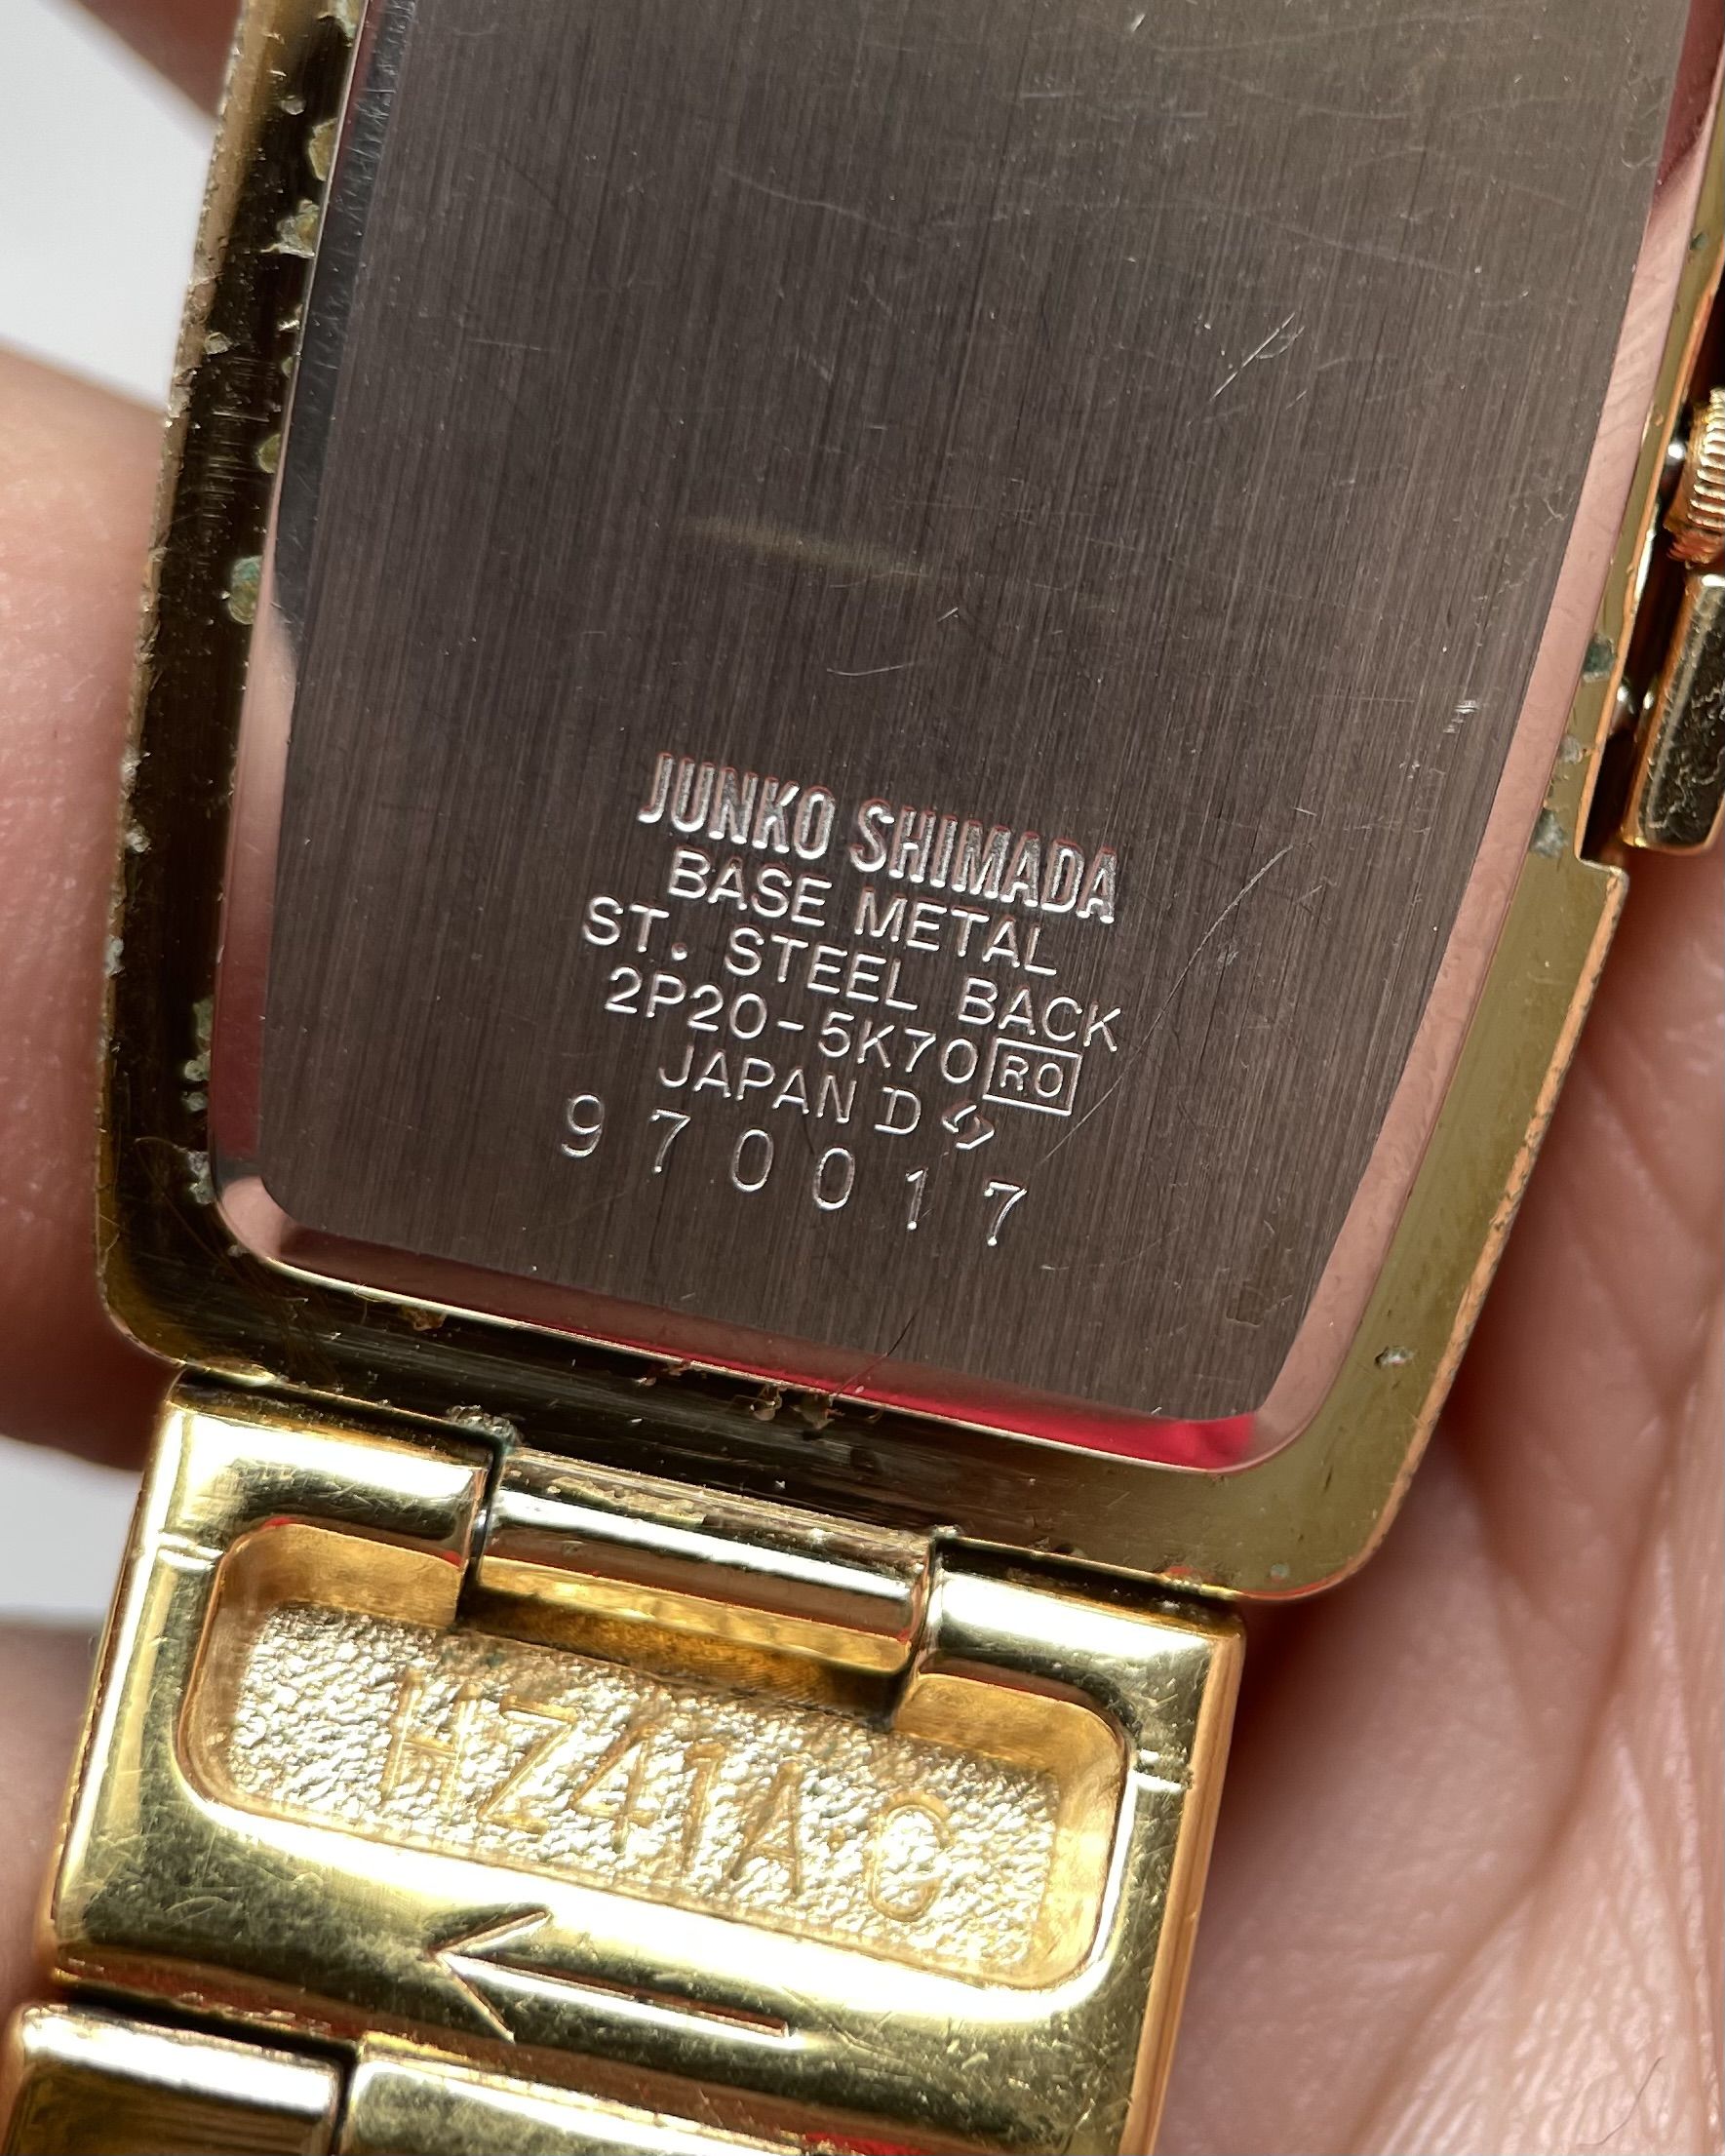 JUNKO SHIMADA
BASE METAL
ST. STEEL BACK
2P20-5K70 RO
JAPAN D
970017
HZ41A.C